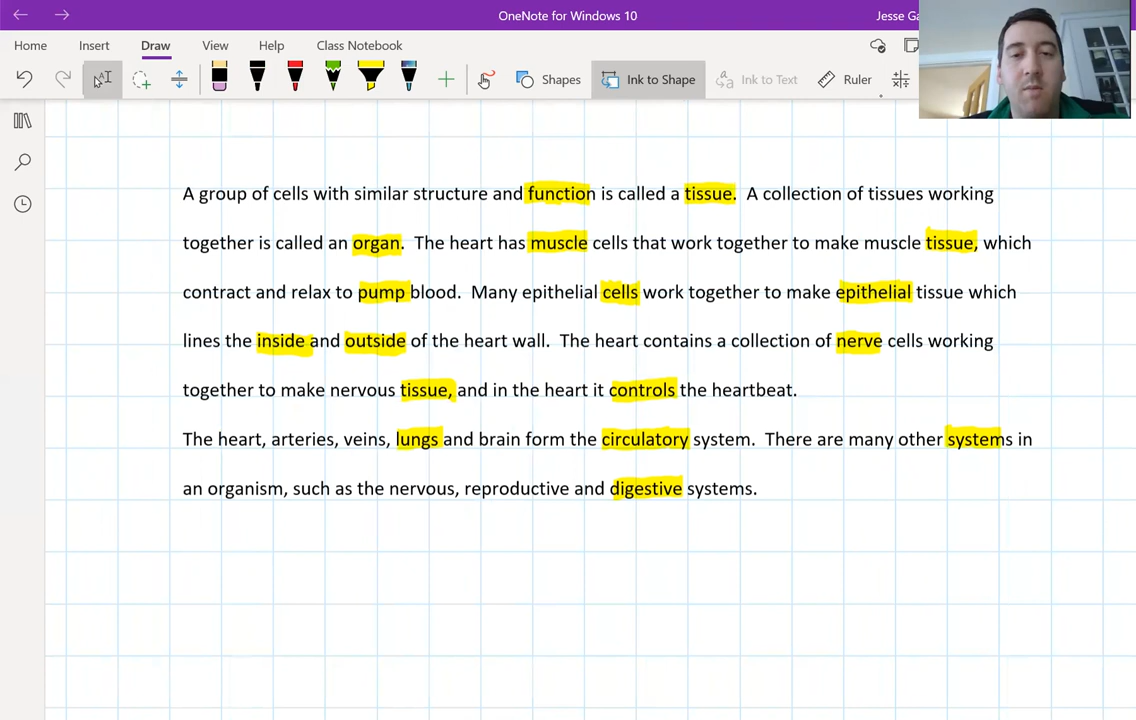 OneNote for Windows 10
Jesse Ga
Home Insert Draw View Help Class Notebook
Shapes Ink to Shape Ink to Text Ruler
A group of cells with similar structure and function is called a tissue. A collection of tissues working
together is called an organ. The heart has muscle cells that work together to make muscle tissue, which
contract and relax to pump blood. Many epithelial cells work together to make epithelial tissue which
lines the inside and outside of the heart wall. The heart contains a collection of nerve cells working
together to make nervous tissue, and in the heart it controls the heartbeat.
The heart, arteries, veins, lungs and brain form the circulatory system. There are many other systems in
an organism, such as the nervous, reproductive and digestive systems.